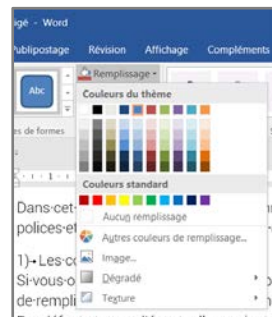 igé - Word
Publipostage Révision Affichage Compléments
Abc
Remplissage
es de formes
Couleurs du thème
Couleurs standard
Aucun remplissage
Autres couleurs de remplissage...
Image...
Dégradé
Texture
1
Dans·cet
polices·et
1)→Les·co
Si·vous·o
de·rempli